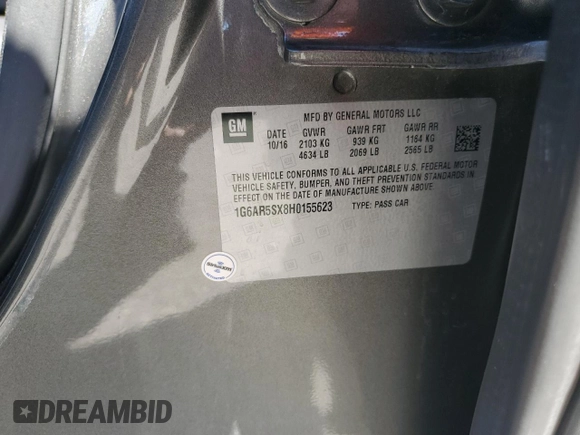 MFD BY GENERAL MOTORS LLC
GM
DATE GVWR GAWR FRT GAWR RR
10/16 2103 KG 939 KG 1164 KG
4634 LB 2069 LB 2565 LB
THIS VEHICLE CONFORMS TO ALL APPLICABLE U.S. FEDERAL MOTOR
VEHICLE SAFETY, BUMPER, AND THEFT PREVENTION STANDARDS IN
EFFECT ON THE DATE OF MANUFACTURE SHOWN ABOVE.
1G6AR5SX8H0155623 TYPE: PASS CAR
DREAMBID